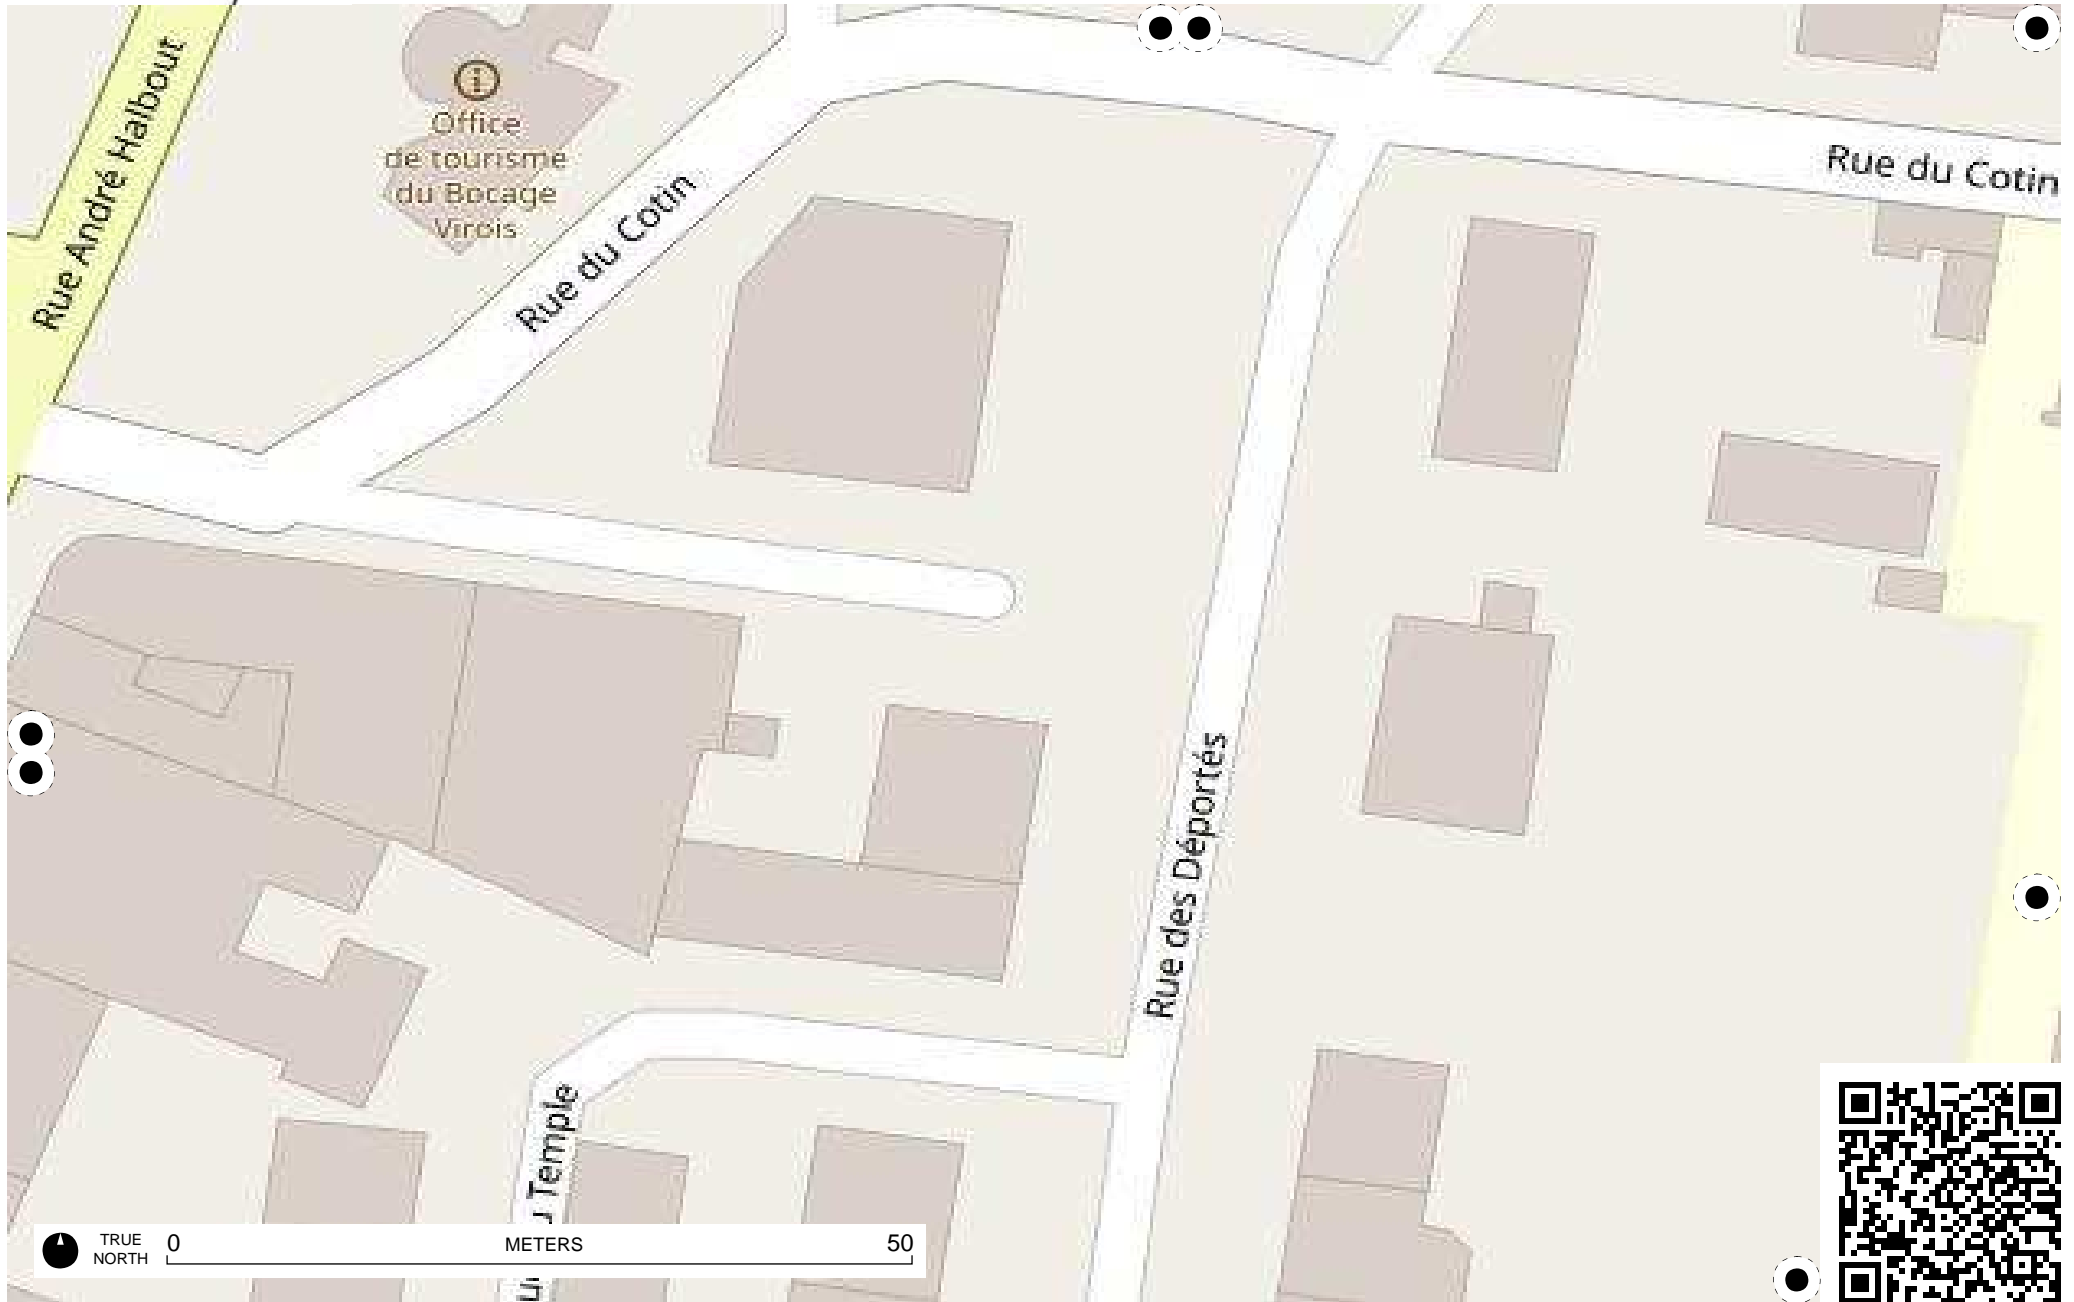 Rue André Halbout
Office
de tourisme
du Bocage
Virois
Rue du Cotin
Rue du Cotin
Rue des Déportés
Temple
TRUE
NORTH
0
METERS
50